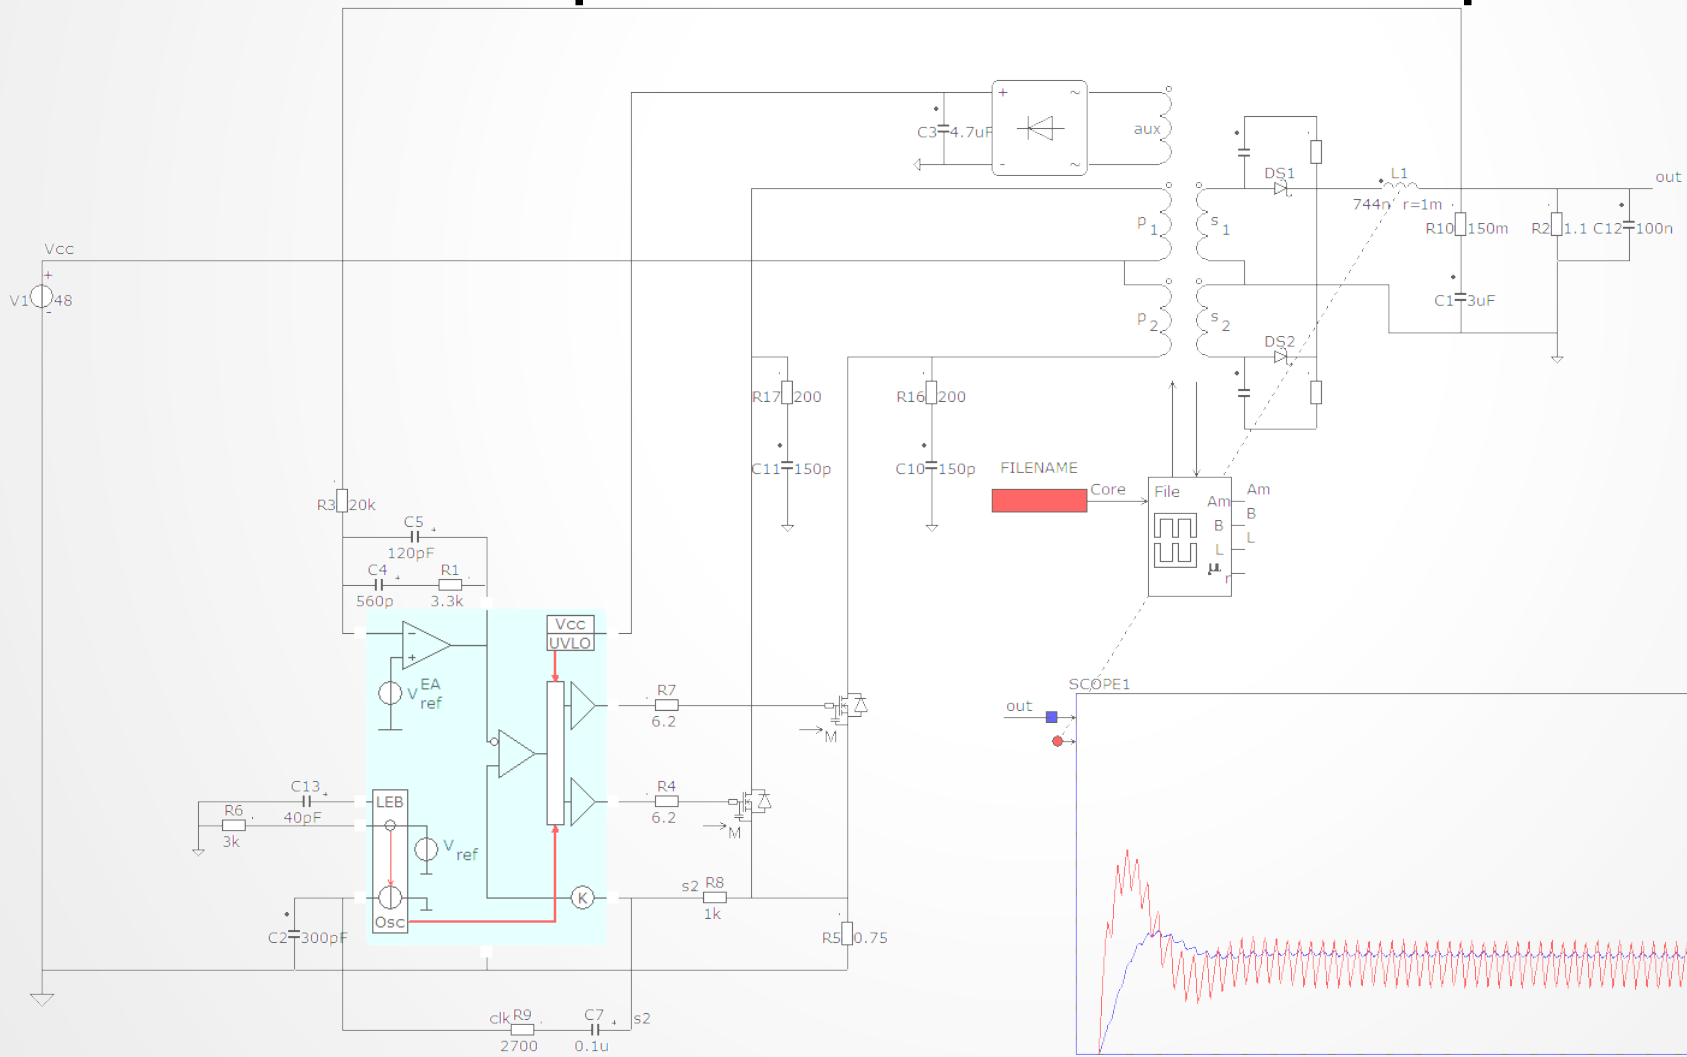 + ~
C3 4.7uF
aux
- ~
DS1
L1
out
744n r=1m
p 1
s 1
R10 150m
R2 1.1
C12 100n
Vcc
+
V1 48
-
C1 3uF
p 2
s 2
DS2
R17 200
R16 200
C11 150p
C10 150p
FILENAME
Core
File
Am Am
B B
L L
µ
r
R3 20k
C5
120pF
C4
R1
560p
3.3k
Vcc
UVLO
-
+
V EA ref
R7
6.2
M
SCOPE1
out
C13
40pF
LEB
R4
6.2
M
R6
3k
V ref
s2 R8
1k
K
Osc
C2 300pF
R5 0.75
clk R9
2700
C7
0.1u
s2